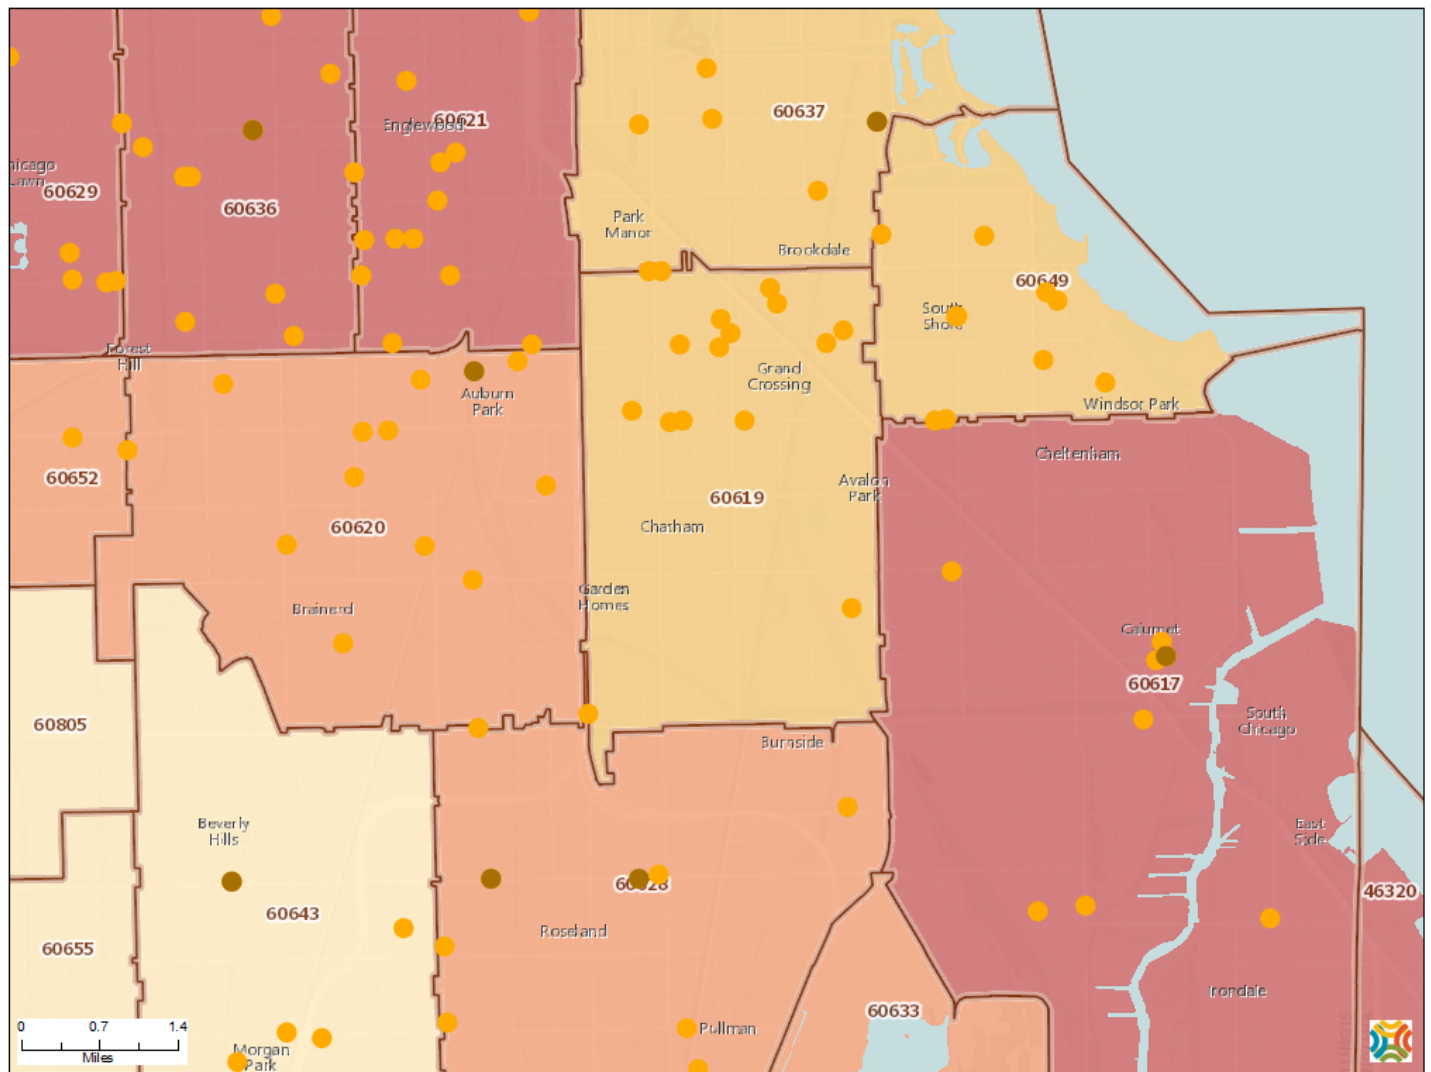 60637
60621
Englewood
60629
60636
Park
Manor
Brookdale
60649
South
Shore
Forest
Hill
Grand
Crossing
Auburn
Park
Windsor Park
Cheltenham
60652
60619
Avalon
Park
60620
Chatham
Garden
Homes
Brainerd
Calumet
60617
60805
South
Chicago
Burnside
Beverly
Hills
East
Side
60628
46320
60643
60655
Roseland
Irondale
60633
Pullman
Morgan
Park
0 0.7 1.4
Miles